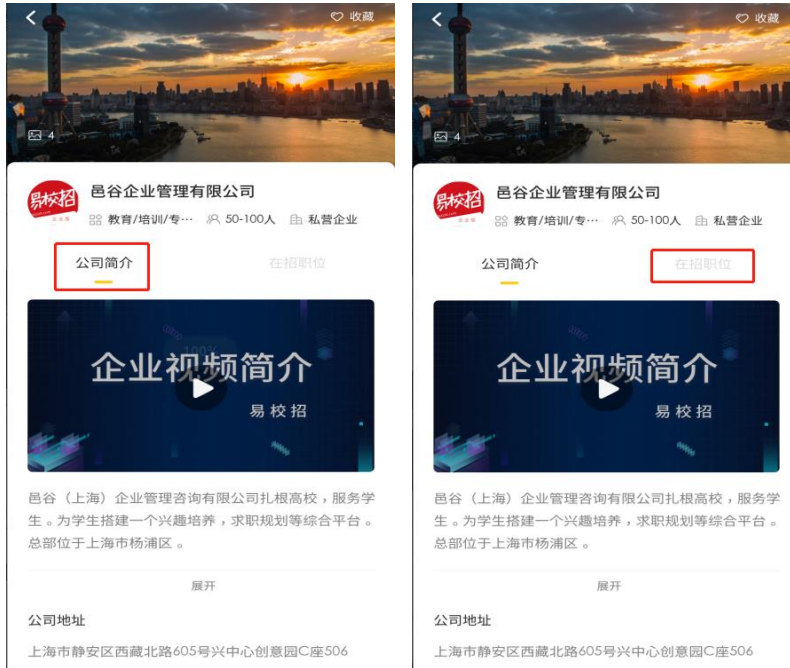 收藏
4
易校招
企业版
邑谷企业管理有限公司
教育/培训/专… 50-100人 私营企业
公司简介 在招职位
100%
企业视频简介
易校招
邑谷（上海）企业管理咨询有限公司扎根高校，服务学
生。为学生搭建一个兴趣培养，求职规划等综合平台。
总部位于上海市杨浦区。
展开
公司地址
上海市静安区西藏北路605号兴中心创意园C座506
收藏
4
易校招
企业版
邑谷企业管理有限公司
教育/培训/专… 50-100人 私营企业
公司简介 在招职位
企业视频简介
易校招
邑谷（上海）企业管理咨询有限公司扎根高校，服务学
生。为学生搭建一个兴趣培养，求职规划等综合平台。
总部位于上海市杨浦区。
展开
公司地址
上海市静安区西藏北路605号兴中心创意园C座506